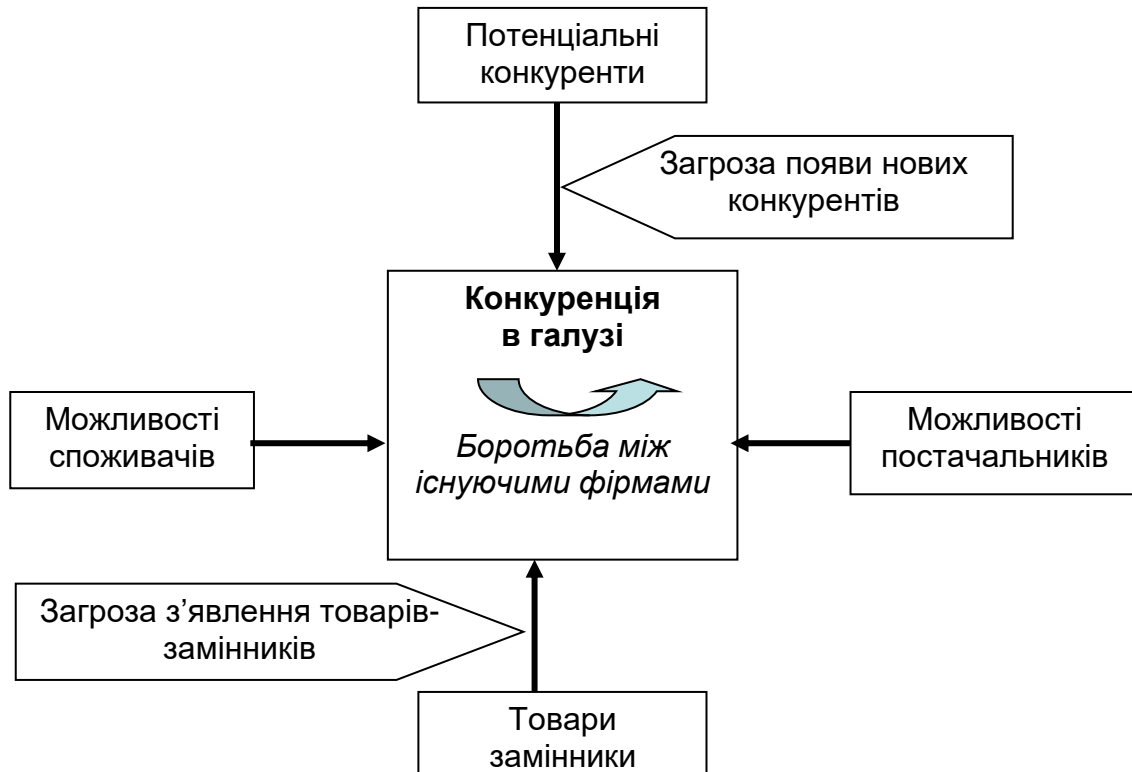 Потенціальні
конкуренти
Загроза появи нових
конкурентів
Конкуренція
в галузі
Можливості
споживачів
Боротьба між
існуючими фірмами
Можливості
постачальників
Загроза з’явлення товарів-
замінників
Товари
замінники